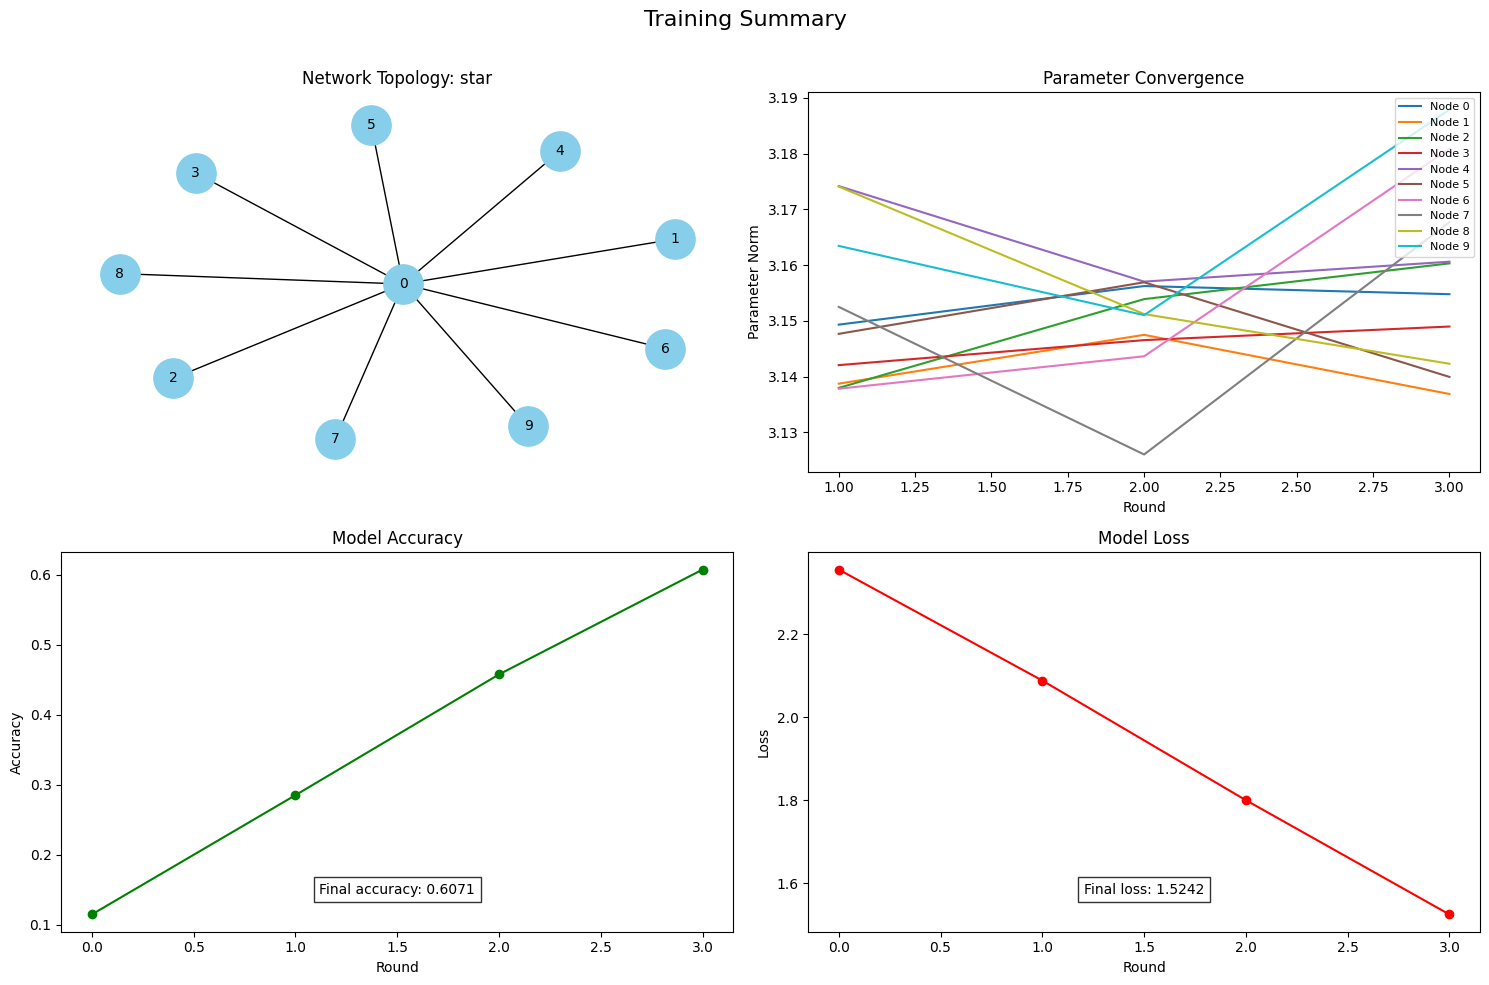 Training Summary
Network Topology: star
5
4
3
1
8
0
6
2
9
7
Parameter Convergence
Parameter Norm
3.19
3.18
3.17
3.16
3.15
3.14
3.13
Node 0
Node 1
Node 2
Node 3
Node 4
Node 5
Node 6
Node 7
Node 8
Node 9
1.00 1.25 1.50 1.75 2.00 2.25 2.50 2.75 3.00
Round
Model Accuracy
Accuracy
0.6
0.5
0.4
0.3
0.2
0.1
Final accuracy: 0.6071
0.0 0.5 1.0 1.5 2.0 2.5 3.0
Round
Model Loss
Loss
2.2
2.0
1.8
1.6
Final loss: 1.5242
0.0 0.5 1.0 1.5 2.0 2.5 3.0
Round